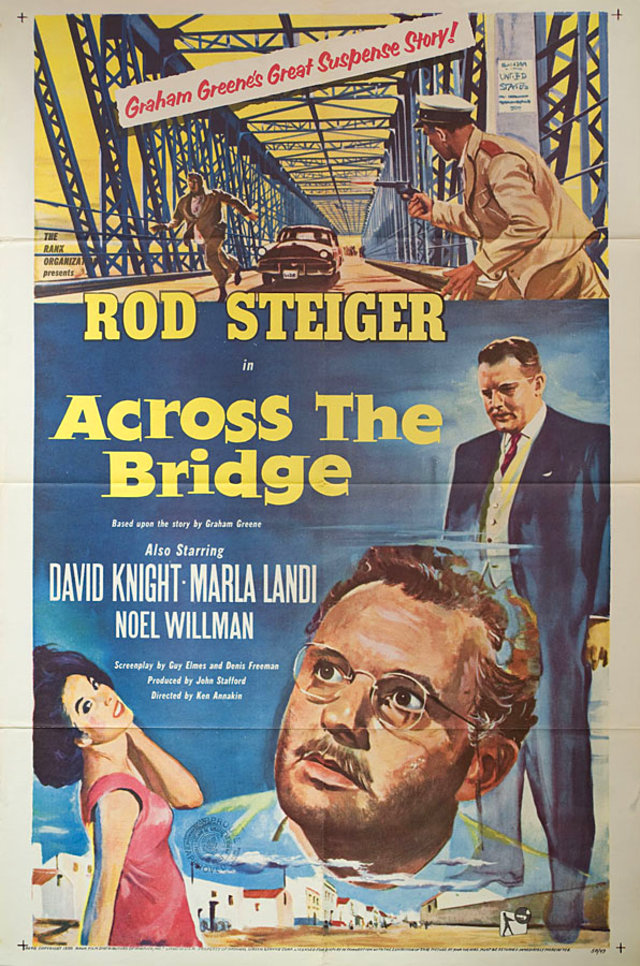 Graham Greene's Great Suspense Story!
UNITED
STATES
THE
RANK
ORGANIZATION
presents
ROD STEIGER
in
Across The
Bridge
Based upon the story by Graham Greene
Also Starring
DAVID KNIGHT · MARLA LANDI
NOEL WILLMAN
Screenplay by Guy Elmes and Denis Freeman
Produced by John Stafford
Directed by Ken Annakin